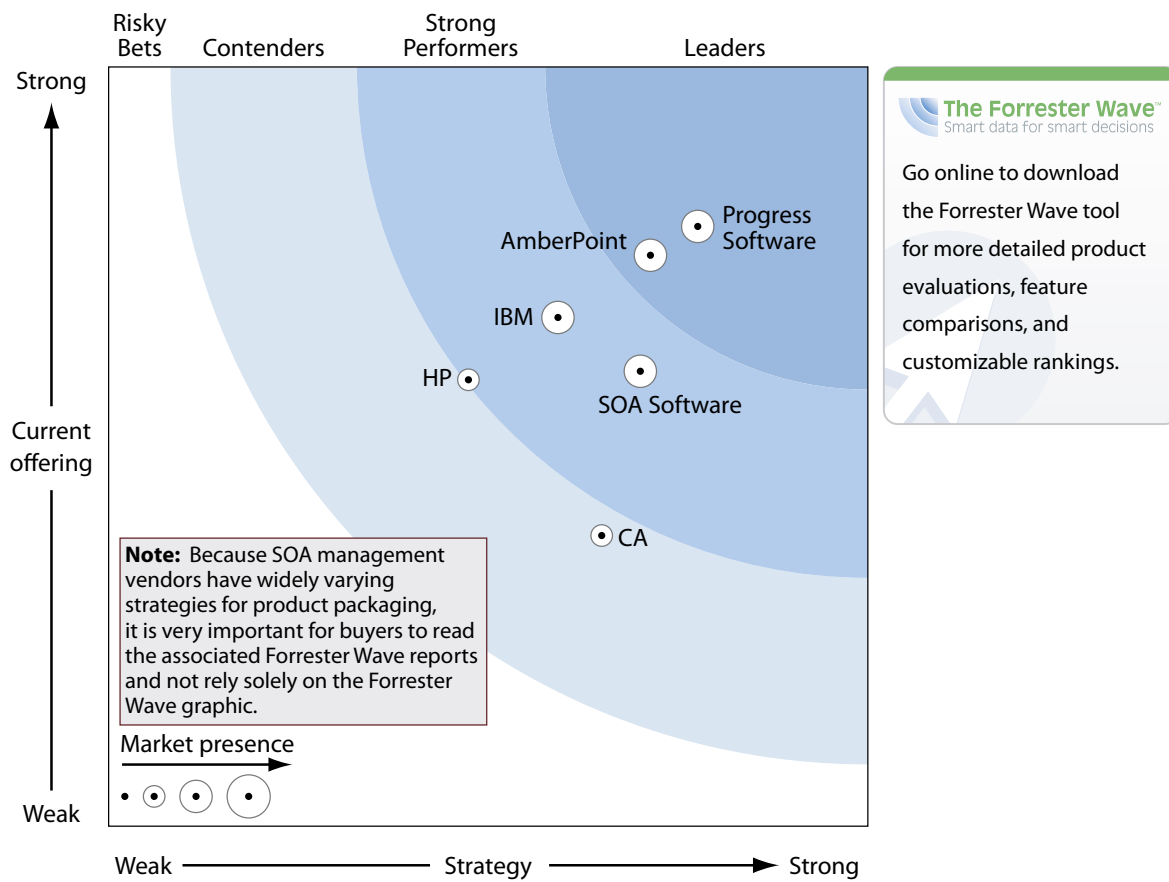 Risky
Bets
Contenders
Strong
Performers
Leaders
Strong
The Forrester Wave™
Smart data for smart decisions
Go online to download
the Forrester Wave tool
for more detailed product
evaluations, feature
comparisons, and
customizable rankings.
Progress
Software
AmberPoint
IBM
HP
SOA Software
Current
offering
CA
Note: Because SOA management
vendors have widely varying
strategies for product packaging,
it is very important for buyers to read
the associated Forrester Wave reports
and not rely solely on the Forrester
Wave graphic.
Market presence
Weak
Weak
Strategy
Strong